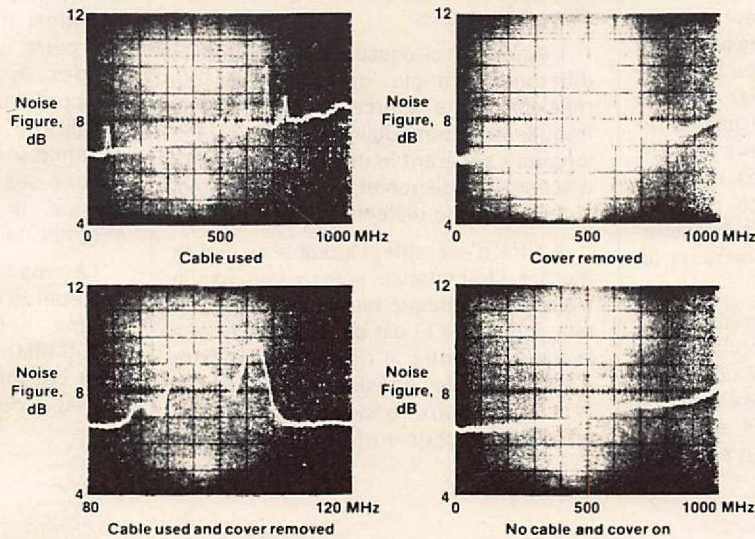 12
Noise
Figure,
dB
8
4
0
1000 MHz
Cable used
12
Noise
Figure,
dB
8
4
0
500
1000 MHz
Cover removed
12
Noise
Figure,
dB
8
4
80
120 MHz
Cable used and cover removed
12
Noise
Figure,
dB
8
4
0
500
1000 MHz
No cable and cover on